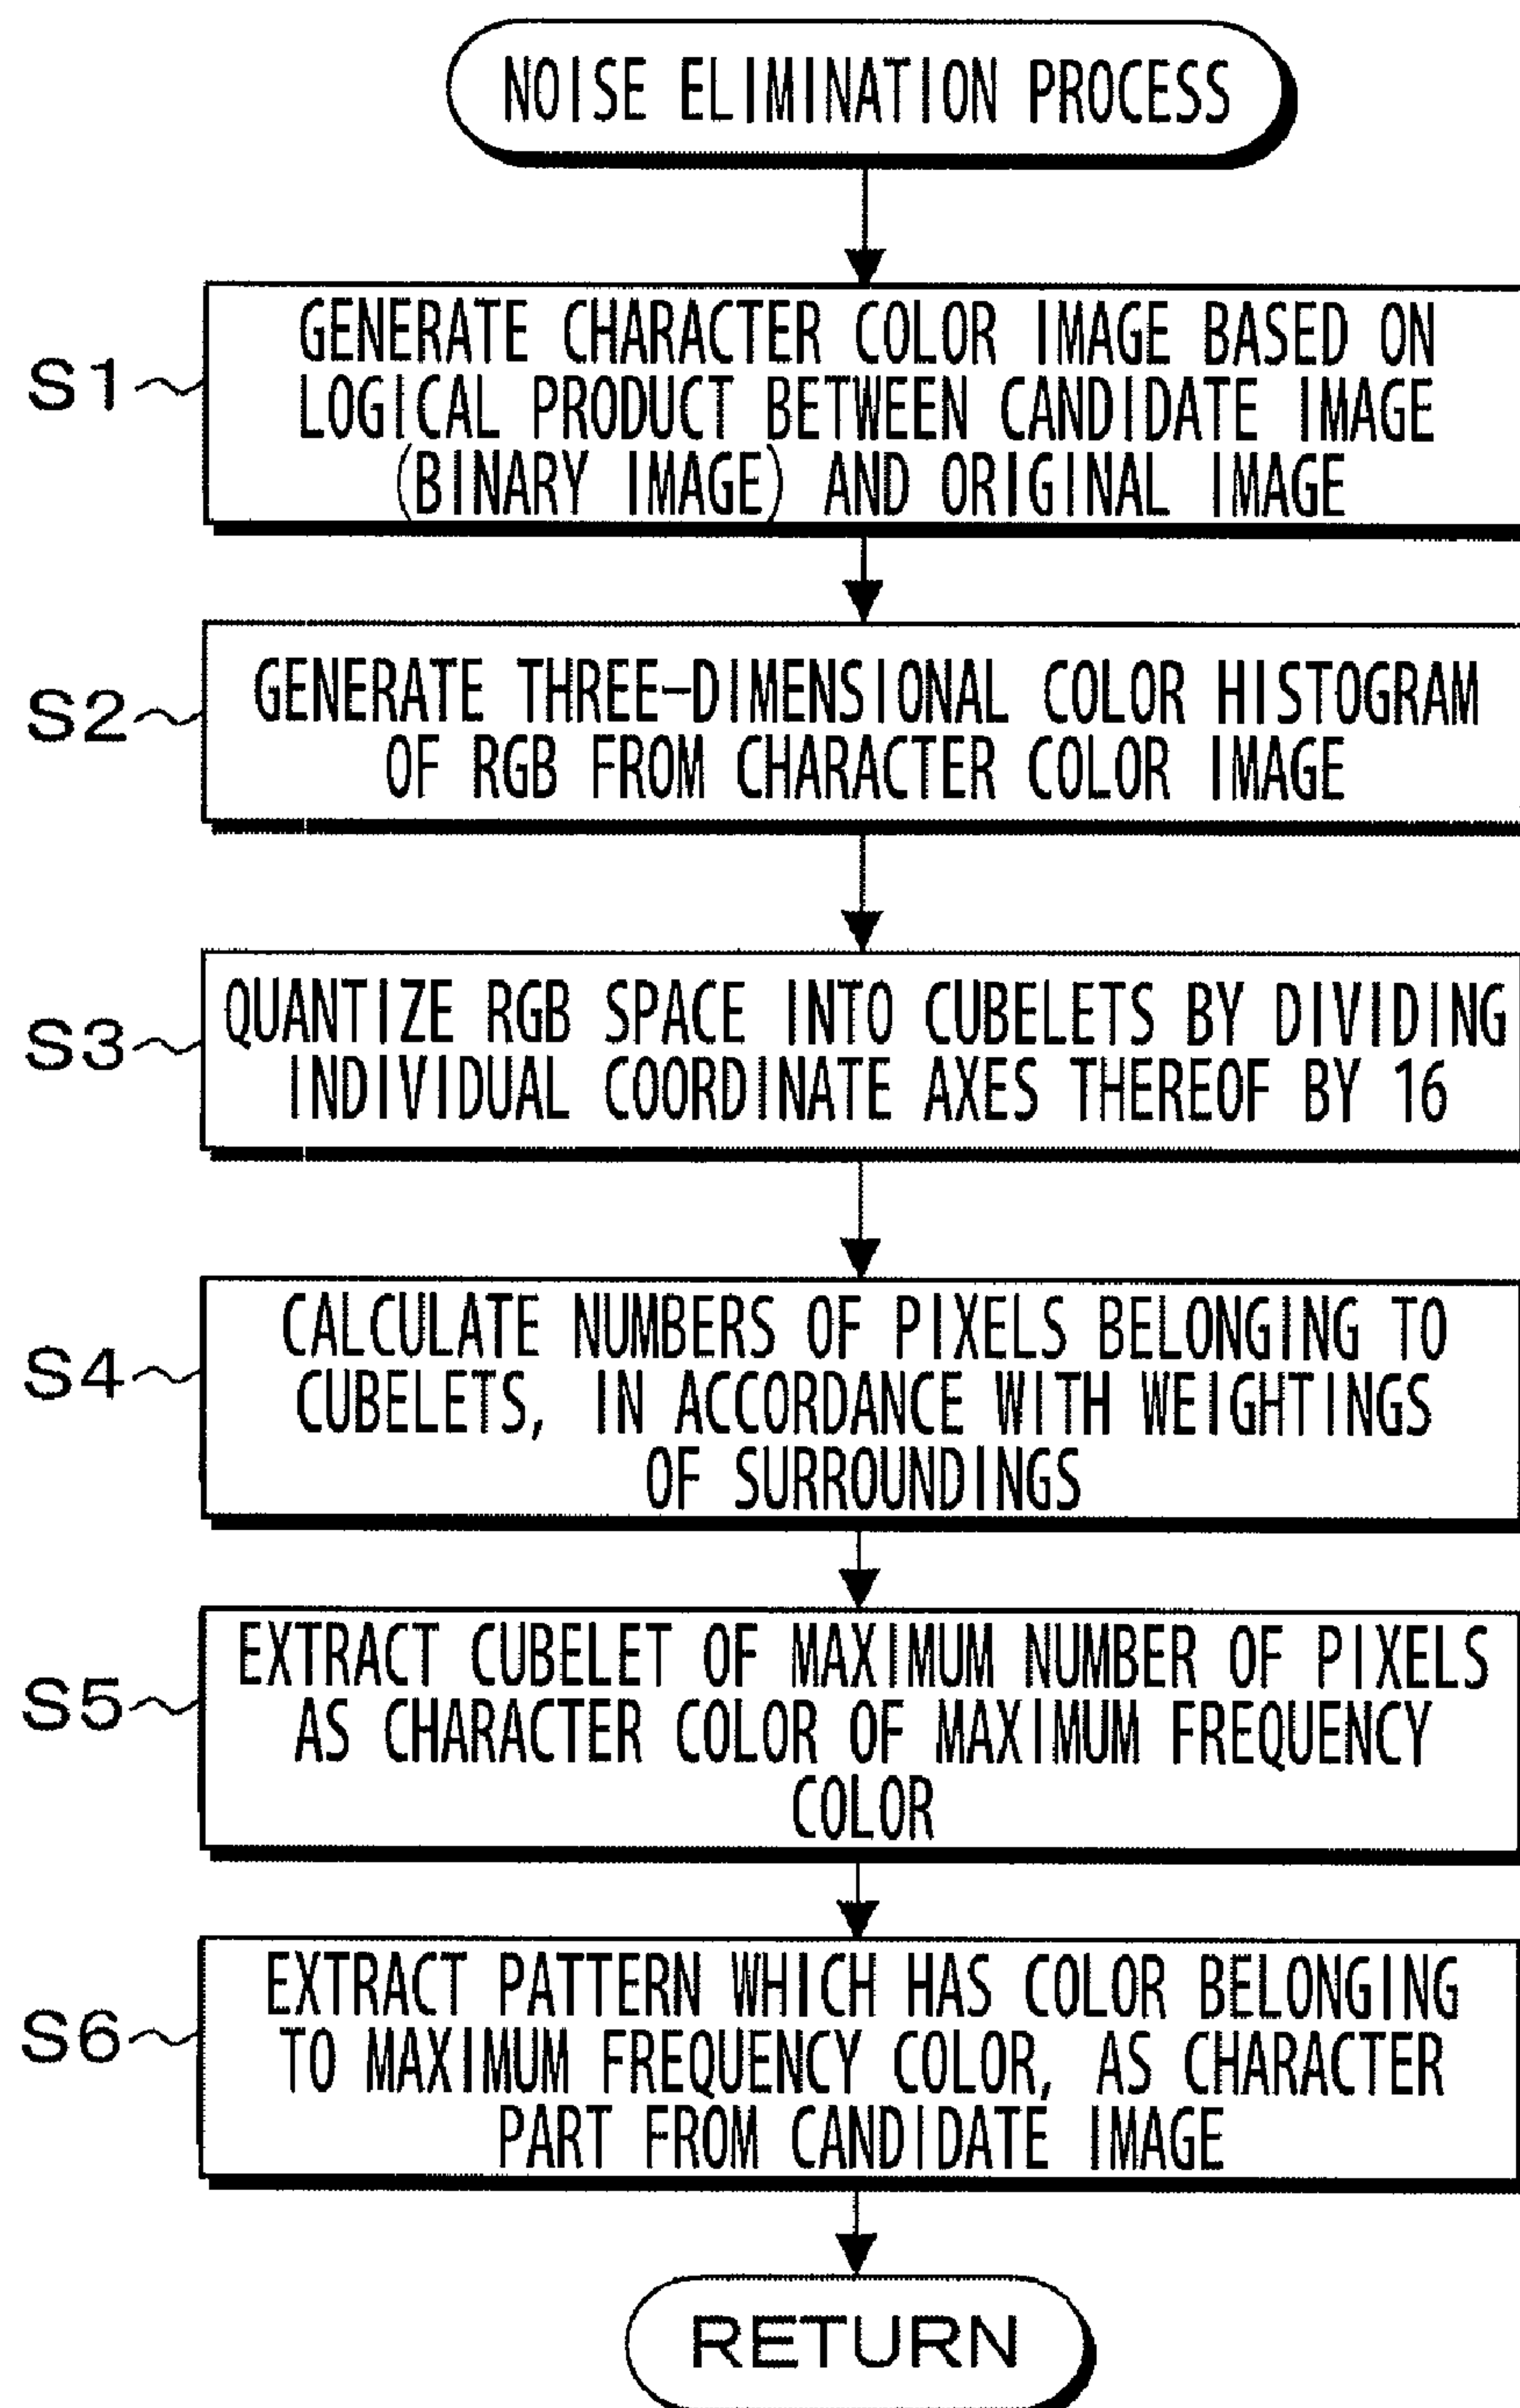 NOISE ELIMINATION PROCESS
S1
GENERATE CHARACTER COLOR IMAGE BASED ON
LOGICAL PRODUCT BETWEEN CANDIDATE IMAGE
(BINARY IMAGE) AND ORIGINAL IMAGE
S2
GENERATE THREE-DIMENSIONAL COLOR HISTOGRAM
OF RGB FROM CHARACTER COLOR IMAGE
S3
QUANTIZE RGB SPACE INTO CUBELETS BY DIVIDING
INDIVIDUAL COORDINATE AXES THEREOF BY 16
S4
CALCULATE NUMBERS OF PIXELS BELONGING TO
CUBELETS, IN ACCORDANCE WITH WEIGHTINGS
OF SURROUNDINGS
S5
EXTRACT CUBELET OF MAXIMUM NUMBER OF PIXELS
AS CHARACTER COLOR OF MAXIMUM FREQUENCY
COLOR
S6
EXTRACT PATTERN WHICH HAS COLOR BELONGING
TO MAXIMUM FREQUENCY COLOR, AS CHARACTER
PART FROM CANDIDATE IMAGE
RETURN